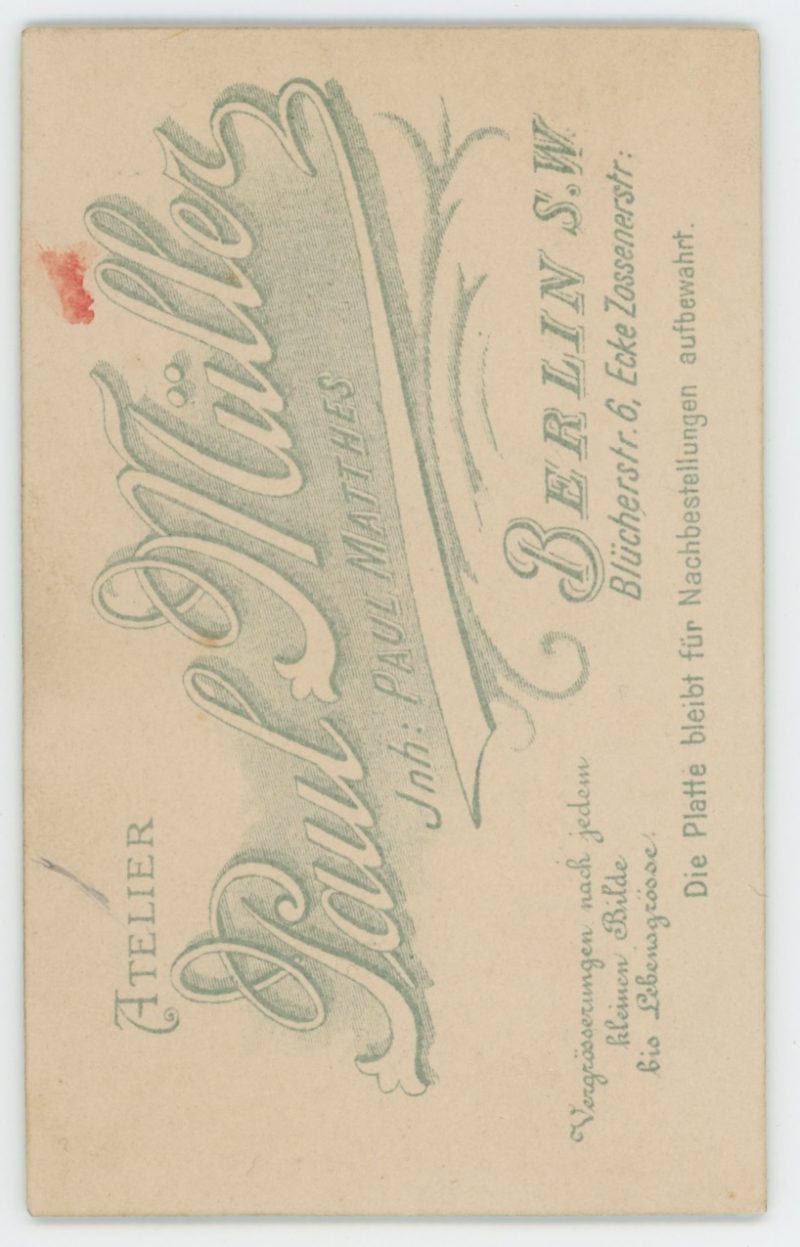 ATELIER
Paul Müller
Jnh: PAUL MATTHES
BERLIN S.W.
Blücherstr. 6, Ecke Zossenerstr:
Vergrösserungen nach jedem
kleinen Bilde
bis Lebensgrösse.
Die Platte bleibt für Nachbestellungen aufbewahrt.